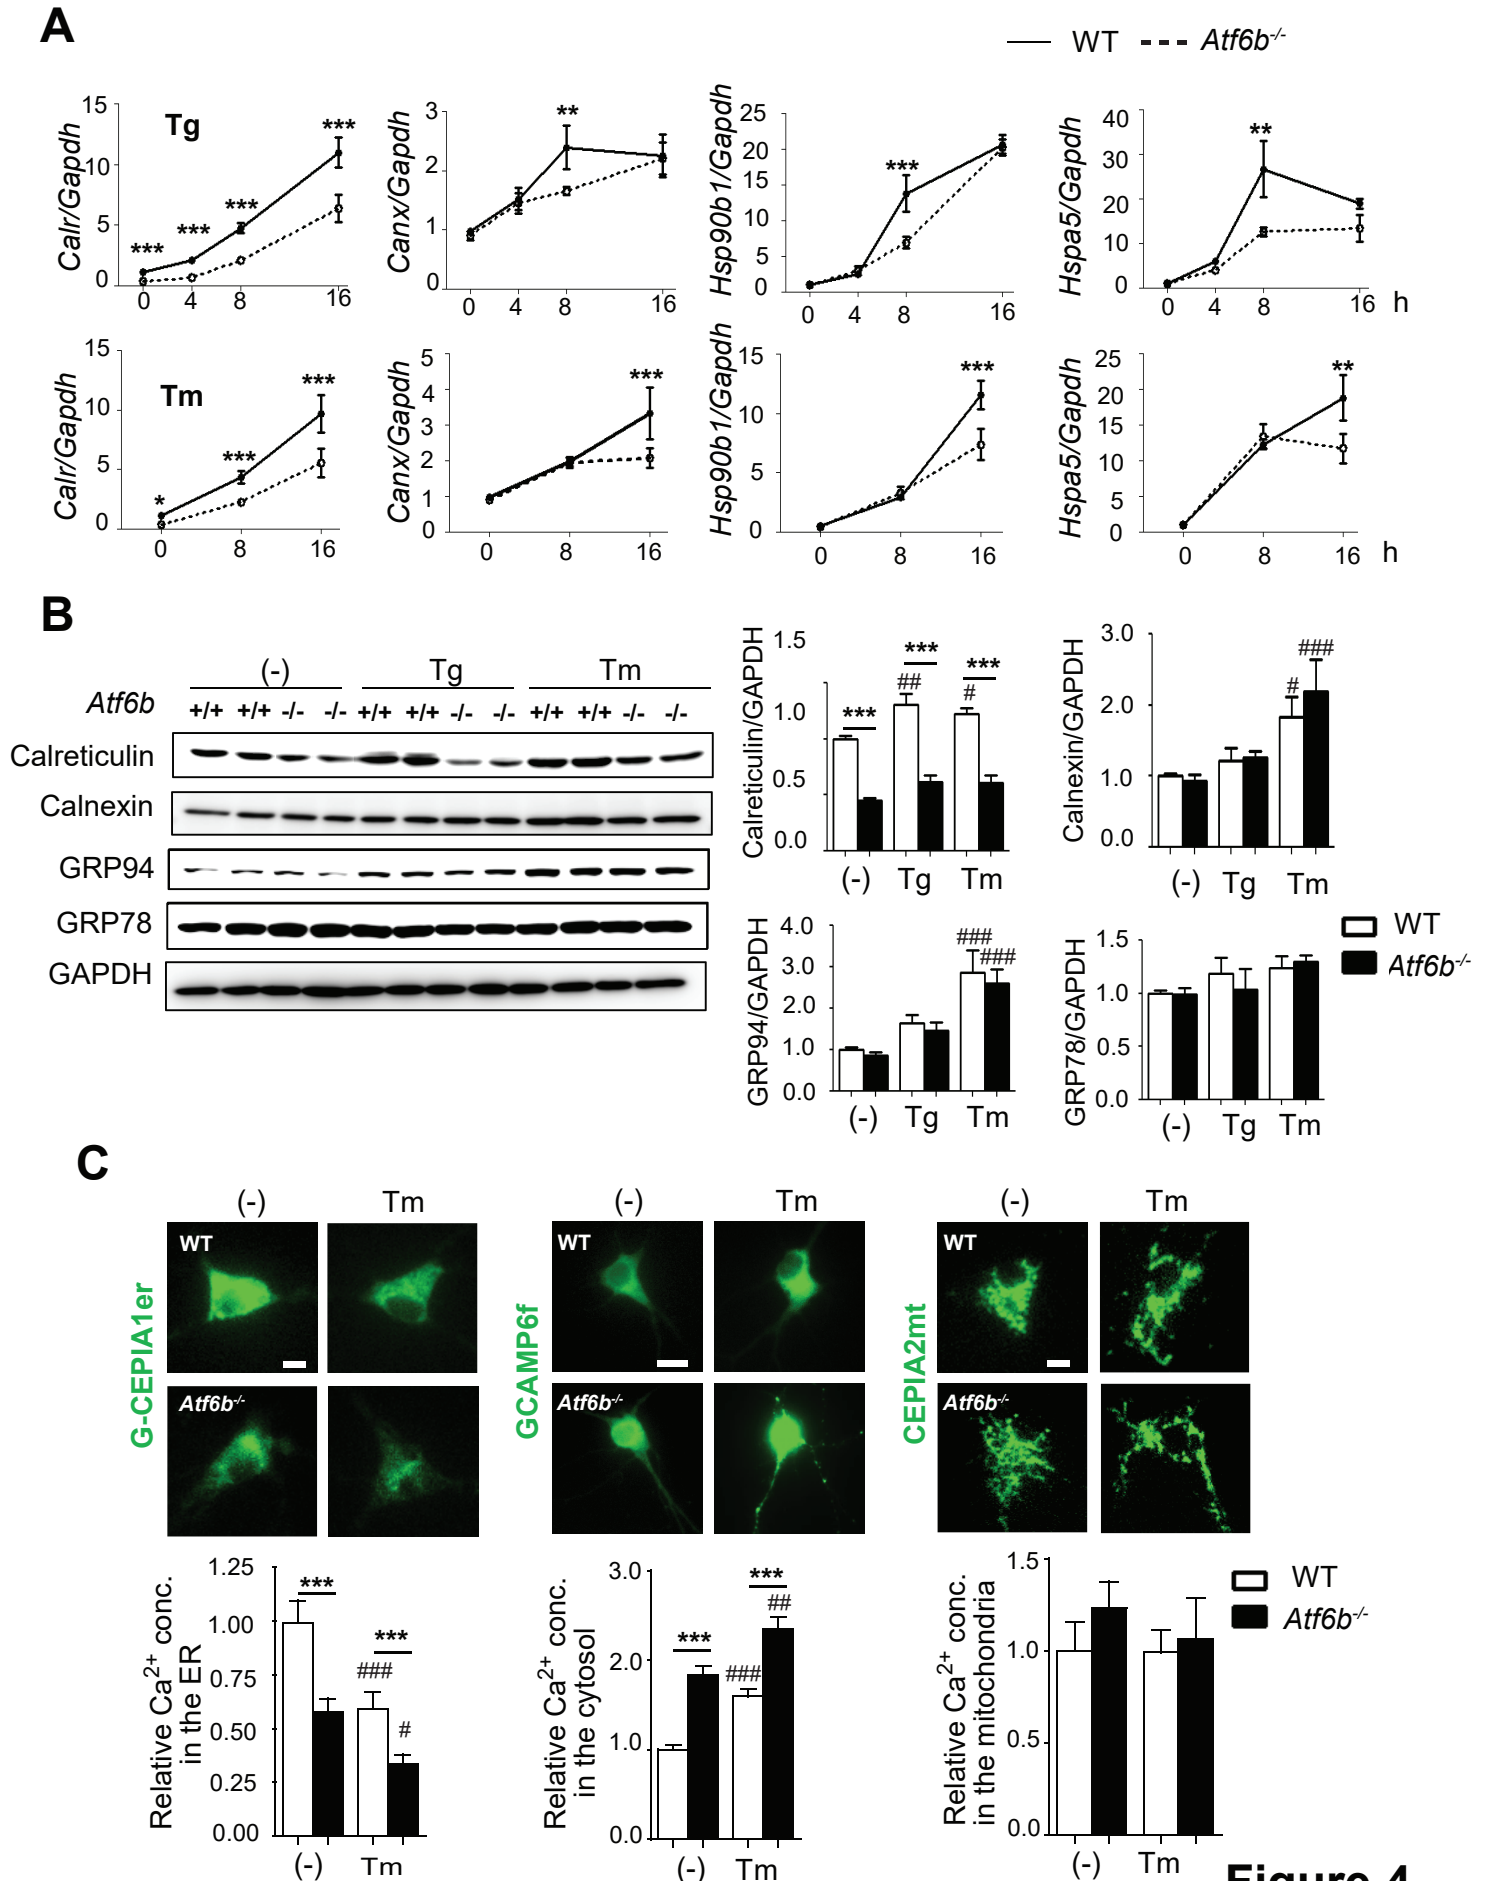 A
WT Atf6b-/-
Tg
Calr/Gapdh
15
10
5
0
*** *** *** ***
0 4 8 16
Canx/Gapdh
3
2
1
0
**
0 4 8 16
Hsp90b1/Gapdh
25
20
15
10
5
0
***
0 4 8 16
Hspa5/Gapdh
40
30
20
10
0
**
0 4 8 16 h
Tm
Calr/Gapdh
15
10
5
0
* *** ***
0 8 16
Canx/Gapdh
5
4
3
2
1
0
***
0 8 16
Hsp90b1/Gapdh
15
10
5
0
***
0 8 16
Hspa5/Gapdh
25
20
15
10
5
0
**
0 8 16 h
B
(-) Tg Tm
Atf6b +/+ +/+ -/- -/- +/+ +/+ -/- -/- +/+ +/+ -/- -/-
Calreticulin
Calnexin
GRP94
GRP78
GAPDH
Calreticulin/GAPDH
1.5
1.0
0.5
0.0
*** *** ***
## #
(-) Tg Tm
Calnexin/GAPDH
3.0
2.0
1.0
0.0
# ###
(-) Tg Tm
GRP94/GAPDH
4.0
3.0
2.0
1.0
0.0
### ###
(-) Tg Tm
GRP78/GAPDH
1.5
1.0
0.5
0.0
(-) Tg Tm
WT
Atf6b-/-
C
(-) Tm (-) Tm (-) Tm
G-CEPIA1er
WT
Atf6b-/-
GCAMP6f
WT
Atf6b-/-
CEPIA2mt
WT
Atf6b-/-
Relative Ca2+ conc.
in the ER
1.25
1.00
0.75
0.50
0.25
0.00
*** ***
### #
(-) Tm
Relative Ca2+ conc.
in the cytosol
3.0
2.0
1.0
0.0
*** ***
### ##
(-) Tm
Relative Ca2+ conc.
in the mitochondria
1.5
1.0
0.5
0.0
(-) Tm
WT
Atf6b-/-
Figure 4